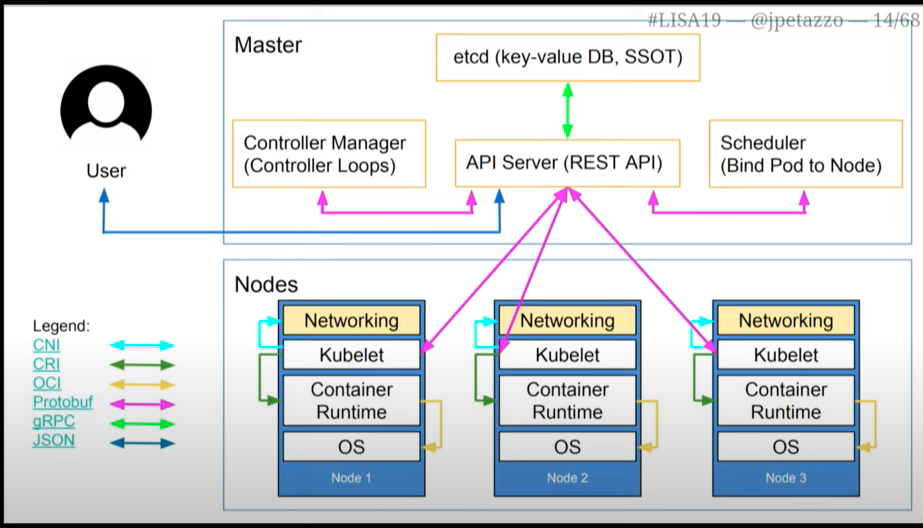 #LISA19 — @jpetazzo — 14/68
Master
etcd (key-value DB, SSOT)
Controller Manager
(Controller Loops)
API Server (REST API)
Scheduler
(Bind Pod to Node)
User
Nodes
Networking
Kubelet
Container
Runtime
OS
Node 1
Networking
Kubelet
Container
Runtime
OS
Node 2
Networking
Kubelet
Container
Runtime
OS
Node 3
Legend:
CNI
CRI
OCI
Protobuf
gRPC
JSON